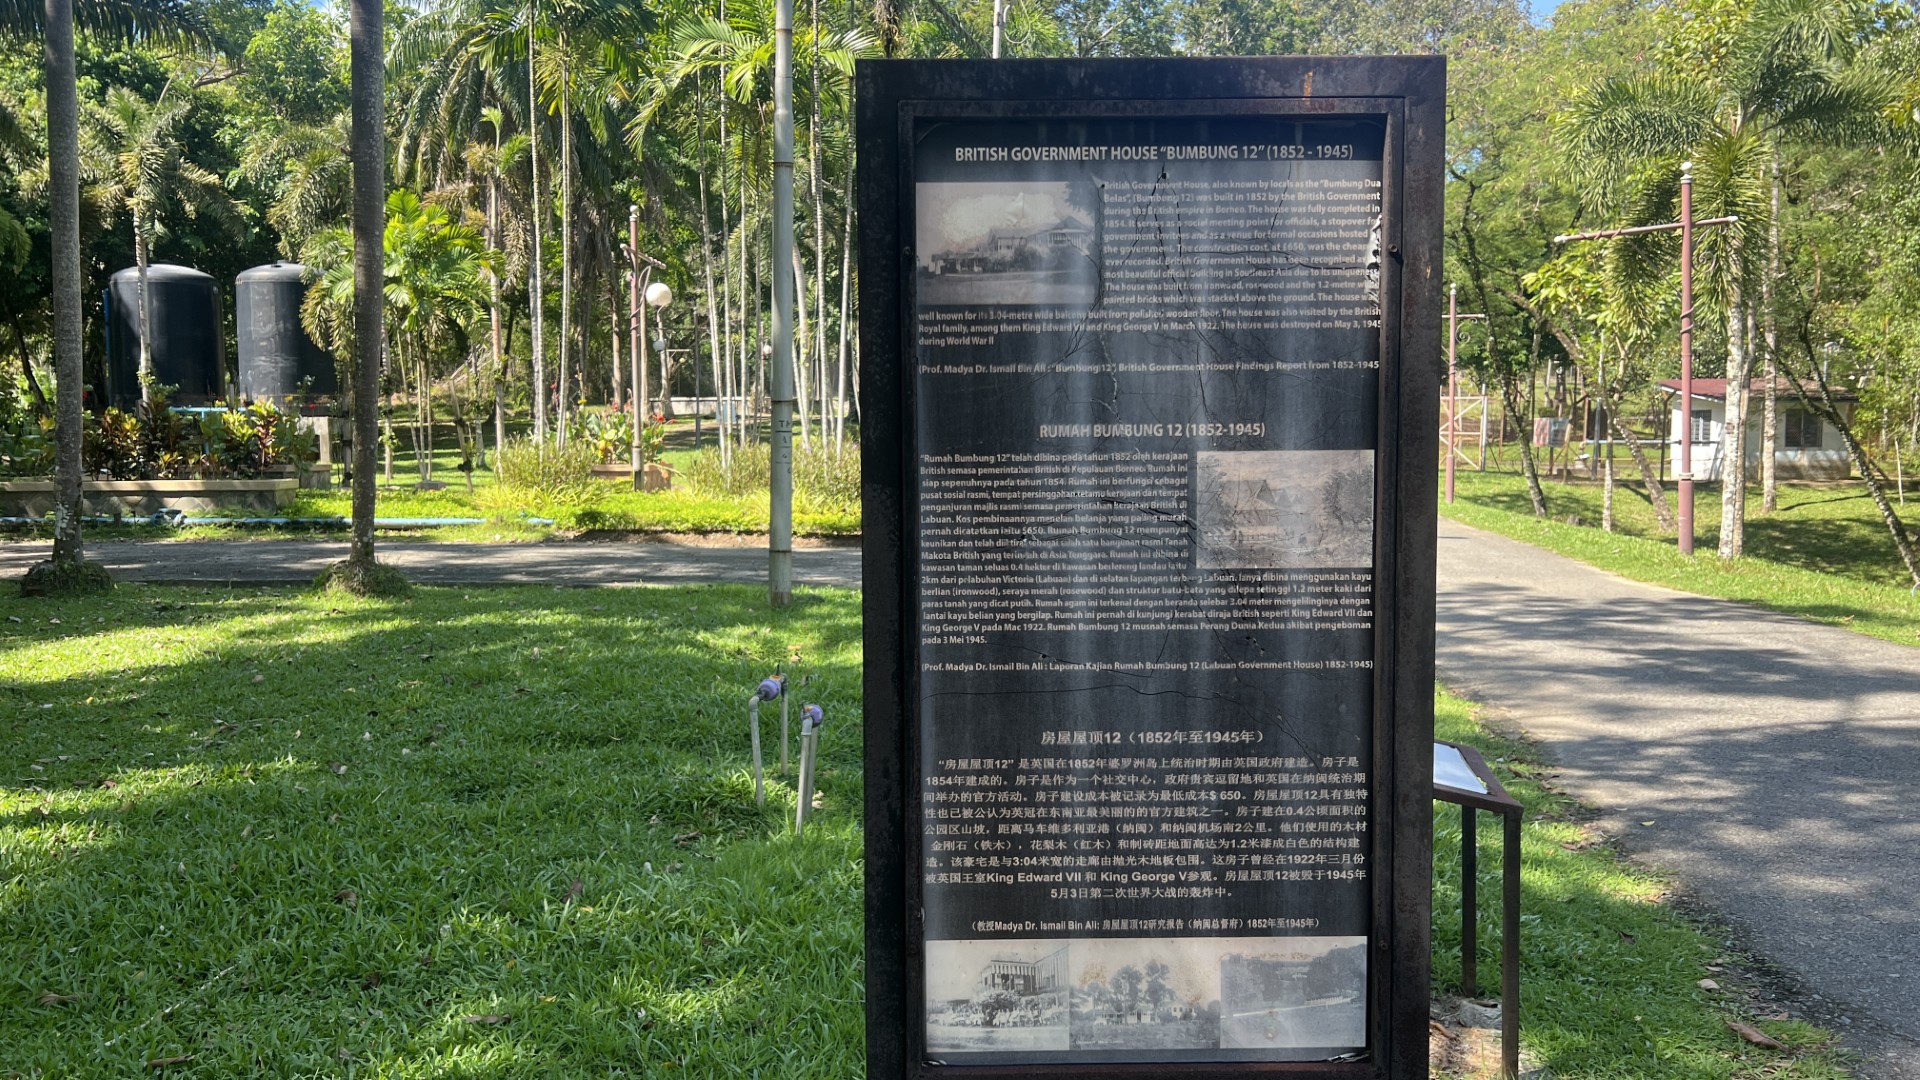 BRITISH GOVERNMENT HOUSE "BUMBUNG 12" (1852 - 1945)
British Government House, also known by locals as the "Bumbung Dua
Belas", (Bumbung 12) was built in 1852 by the British Government
during the British empire in Borneo. The house was fully completed in
1854. It serves as a social meeting point for officials, a stopover for
government invitees and as a venue for formal occasions hosted
the government. The construction cost, at £650, was the cheap
ever recorded. British Government House has been recognised as
most beautiful official building in Southeast Asia due to its uniqueness.
The house was built from ironwood, rosewood and the 1.2-metre
painted bricks which was stacked above the ground. The house was
well known for its 3.04-metre wide balcony built from polished wooden floor. The house was also visited by the British
Royal family, among them King Edward VII and King George V in March 1922. The house was destroyed on May 3, 1945
during World War II
(Prof. Madya Dr. Ismail Bin Ali : "Bumbung 12", British Government House Findings Report from 1852-1945
RUMAH BUMBUNG 12 (1852-1945)
"Rumah Bumbung 12" telah dibina pada tahun 1852 oleh kerajaan
British semasa pemerintahan British di Kepulauan Borneo. Rumah ini
siap sepenuhnya pada tahun 1854. Rumah ini berfungsi sebagai
pusat sosial rasmi, tempat persinggahan tetamu kerajaan dan tempat
penganjuran majlis rasmi semasa pemerintahan kerajaan British di
Labuan. Kos pembinaannya menelan belanja yang paling murah
pernah dicatatkan iaitu $650. Rumah Bumbung 12 mempunyai
keunikan dan telah diiktiraf sebagai salah satu bangunan rasmi Tanah
Makota British yang terindah di Asia Tenggara. Rumah ini dibina di
kawasan taman seluas 0.4 hektar di kawasan berlereng landau iaitu
2km dari pelabuhan Victoria (Labuan) dan di selatan lapangan terbang Labuan. Ianya dibina menggunakan kayu
berlian (ironwood), seraya merah (rosewood) dan struktur batu-bata yang dilepa setinggi 1.2 meter kaki dari
paras tanah yang dicat putih. Rumah agam ini terkenal dengan beranda selebar 3.04 meter mengelilinginya dengan
lantai kayu belian yang bergilap. Rumah ini pernah di kunjungi kerabat diraja British seperti King Edward VII dan
King George V pada Mac 1922. Rumah Bumbung 12 musnah semasa Perang Dunia Kedua akibat pengeboman
pada 3 Mei 1945.
(Prof. Madya Dr. Ismail Bin Ali : Laporan Kajian Rumah Bumbung 12 (Labuan Government House) 1852-1945)
房屋屋顶12（1852年至1945年）
"房屋屋顶12" 是英国在1852年婆罗洲岛上统治时期由英国政府建造。房子是
1854年建成的。房子是作为一个社交中心，政府贵宾逗留地和英国在纳闽统治期
间举办的官方活动。房子建设成本被记录为最低成本$ 650。房屋屋顶12具有独特
性也已被公认为英冠在东南亚最美丽的的官方建筑之一。房子建在0.4公顷面积的
公园区山坡，距离马车维多利亚港（纳闽）和纳闽机场南2公里。他们使用的木材
金刚石（铁木），花梨木（红木）和制砖距地面高达为1.2米漆成白色的结构建
造。该豪宅是与3:04米宽的走廊由抛光木地板包围。这房子曾经在1922年三月份
被英国王室King Edward VII 和 King George V参观。房屋屋顶12被毁于1945年
5月3日第二次世界大战的轰炸中。
（教授Madya Dr. Ismail Bin Ali: 房屋屋顶12研究报告（纳闽总督府）1852年至1945年）